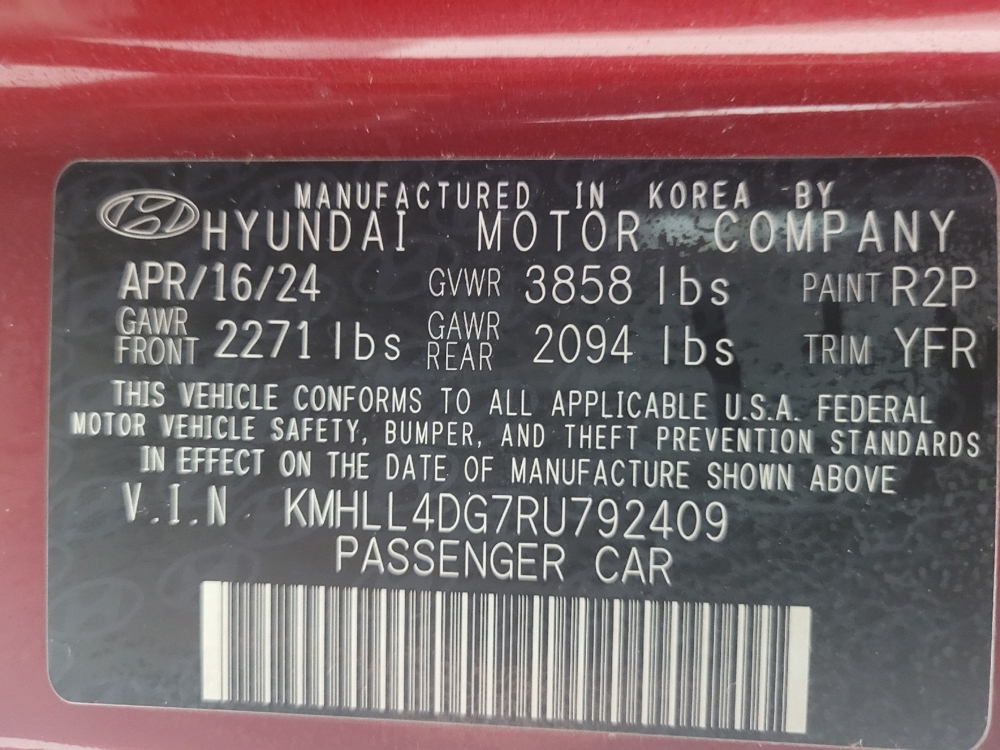 MANUFACTURED IN KOREA BY
HYUNDAI MOTOR COMPANY
APR/16/24 GVWR 3858 lbs PAINT R2P
GAWR FRONT 2271 lbs GAWR REAR 2094 lbs TRIM YFR
THIS VEHICLE CONFORMS TO ALL APPLICABLE U.S.A. FEDERAL
MOTOR VEHICLE SAFETY, BUMPER, AND THEFT PREVENTION STANDARDS
IN EFFECT ON THE DATE OF MANUFACTURE SHOWN ABOVE
V.I.N KMHLL4DG7RU792409
PASSENGER CAR